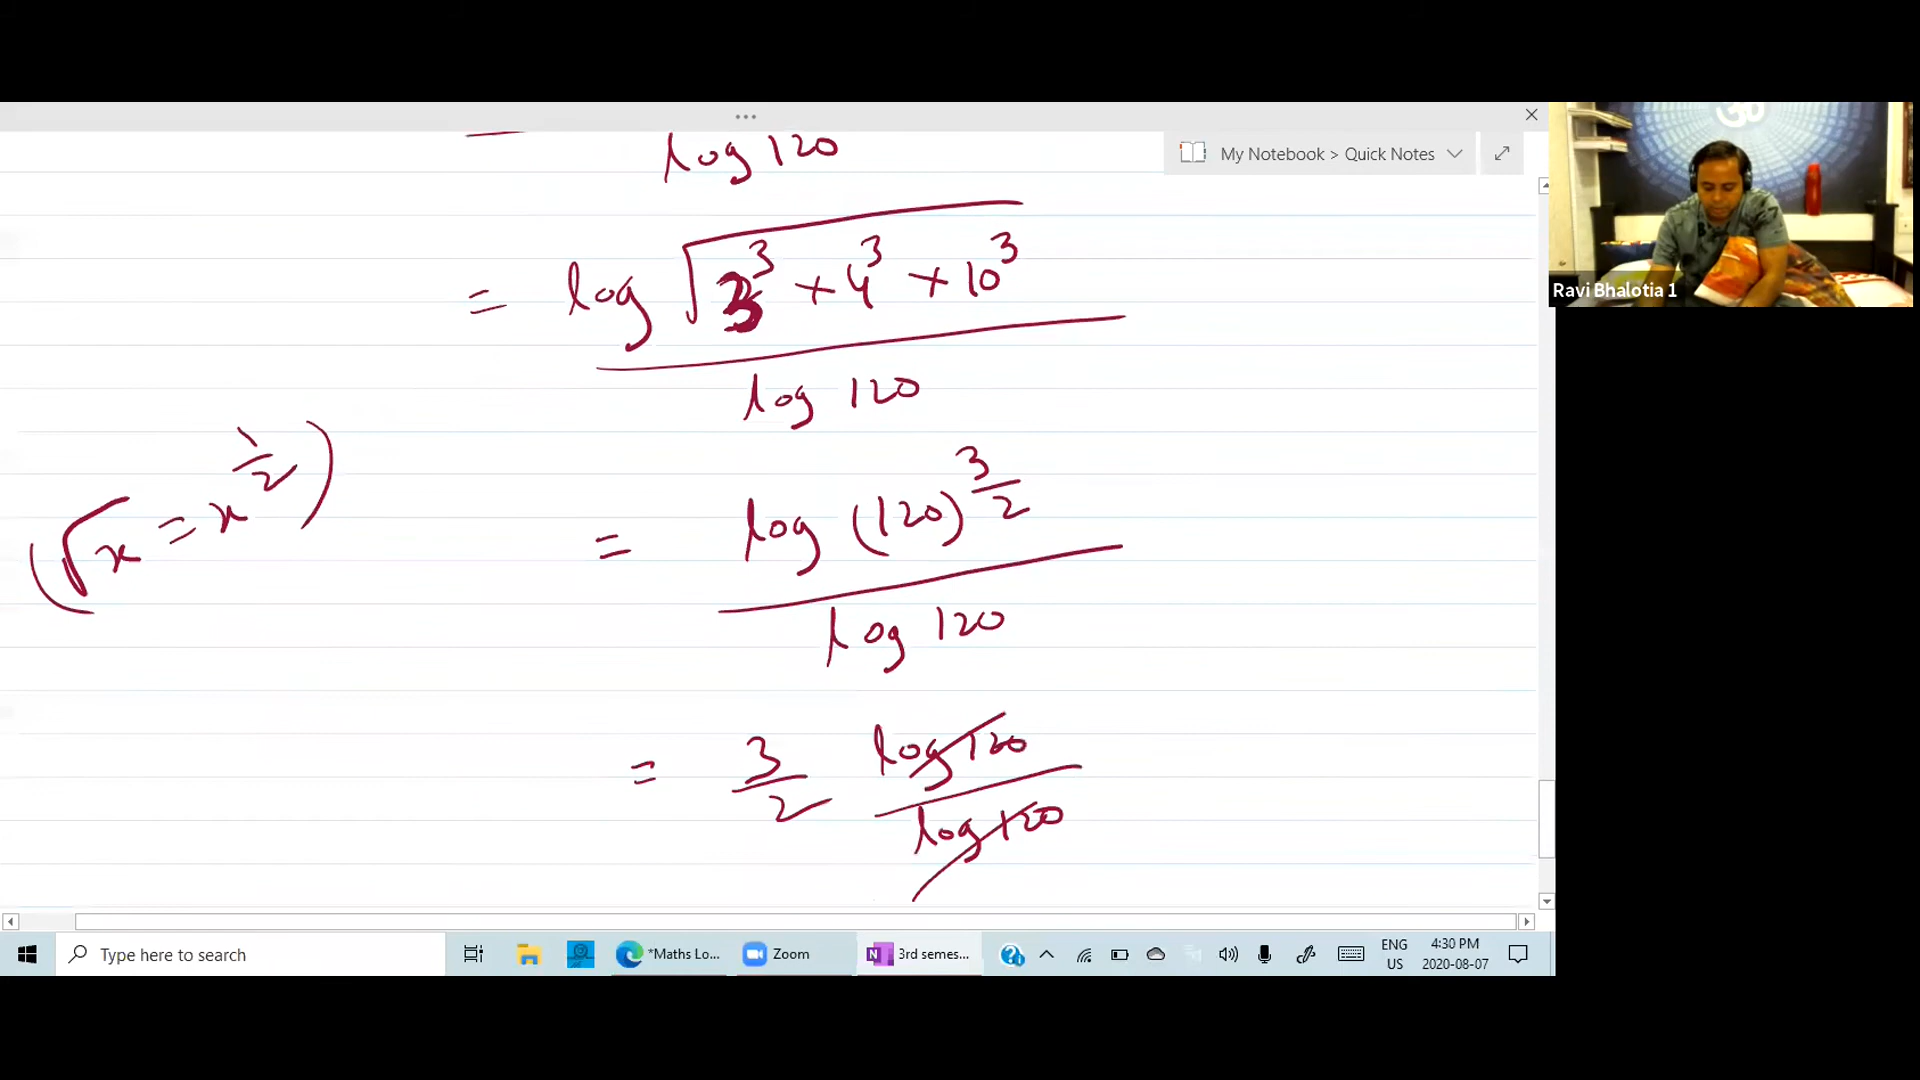 log 120
My Notebook > Quick Notes
= log √3³ + 4³ + 10³
log 120
Ravi Bhalotia 1
(√x = x^1/2)
= log (120)^3/2
log 120
= 3/2 log 120
log 120
Type here to search
*Maths Lo...
Zoom
3rd semes...
ENG
US
4:30 PM
2020-08-07